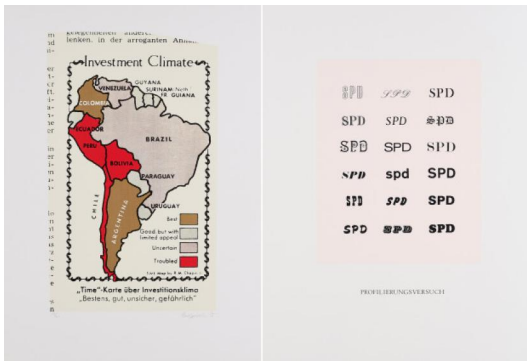 lenken, in der arroganten
Investment Climate
VENEZUELA
GUYANA
SURINAM
FR. GUIANA
COLOMBIA
ECUADOR
PERU
BRAZIL
BOLIVIA
PARAGUAY
CHILE
ARGENTINA
URUGUAY
Best
Good but with
limited appeal
Uncertain
Troubled
„Time“-Karte über Investitionsklima
„Bestens, gut, unsicher, gefährlich“
SPD SPD SPD
SPD SPD SPD
SPD SPD SPD
SPD spd SPD
SPD SPD SPD
SPD SPD SPD
PROFILIERUNGSVERSUCH